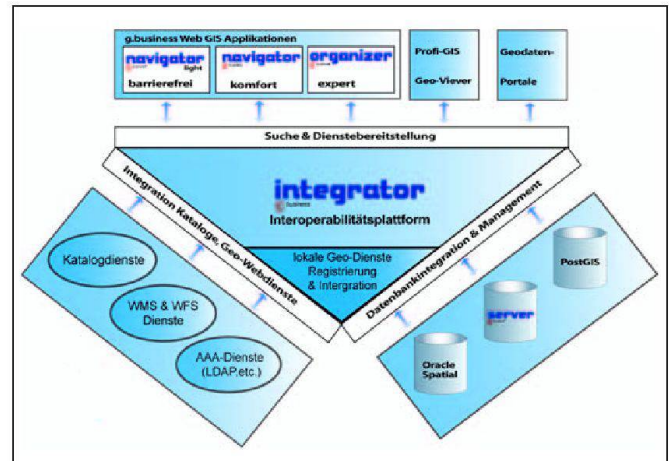 g.business Web GIS Applikationen
navigator
light
barrierefrei
navigator
komfort
organizer
expert
Profi-GIS
Geo-Viever
Geodaten-
Portale
Suche & Dienstebereitstellung
Integration Kataloge, Geo-Webdienste
integrator
business
Interoperabilitätsplattform
lokale Geo-Dienste
Registrierung
& Intergration
Datenbankintegration & Management
Katalogdienste
WMS & WFS
Dienste
AAA-Dienste
(LDAP,etc.)
PostGIS
server
Oracle
Spatial